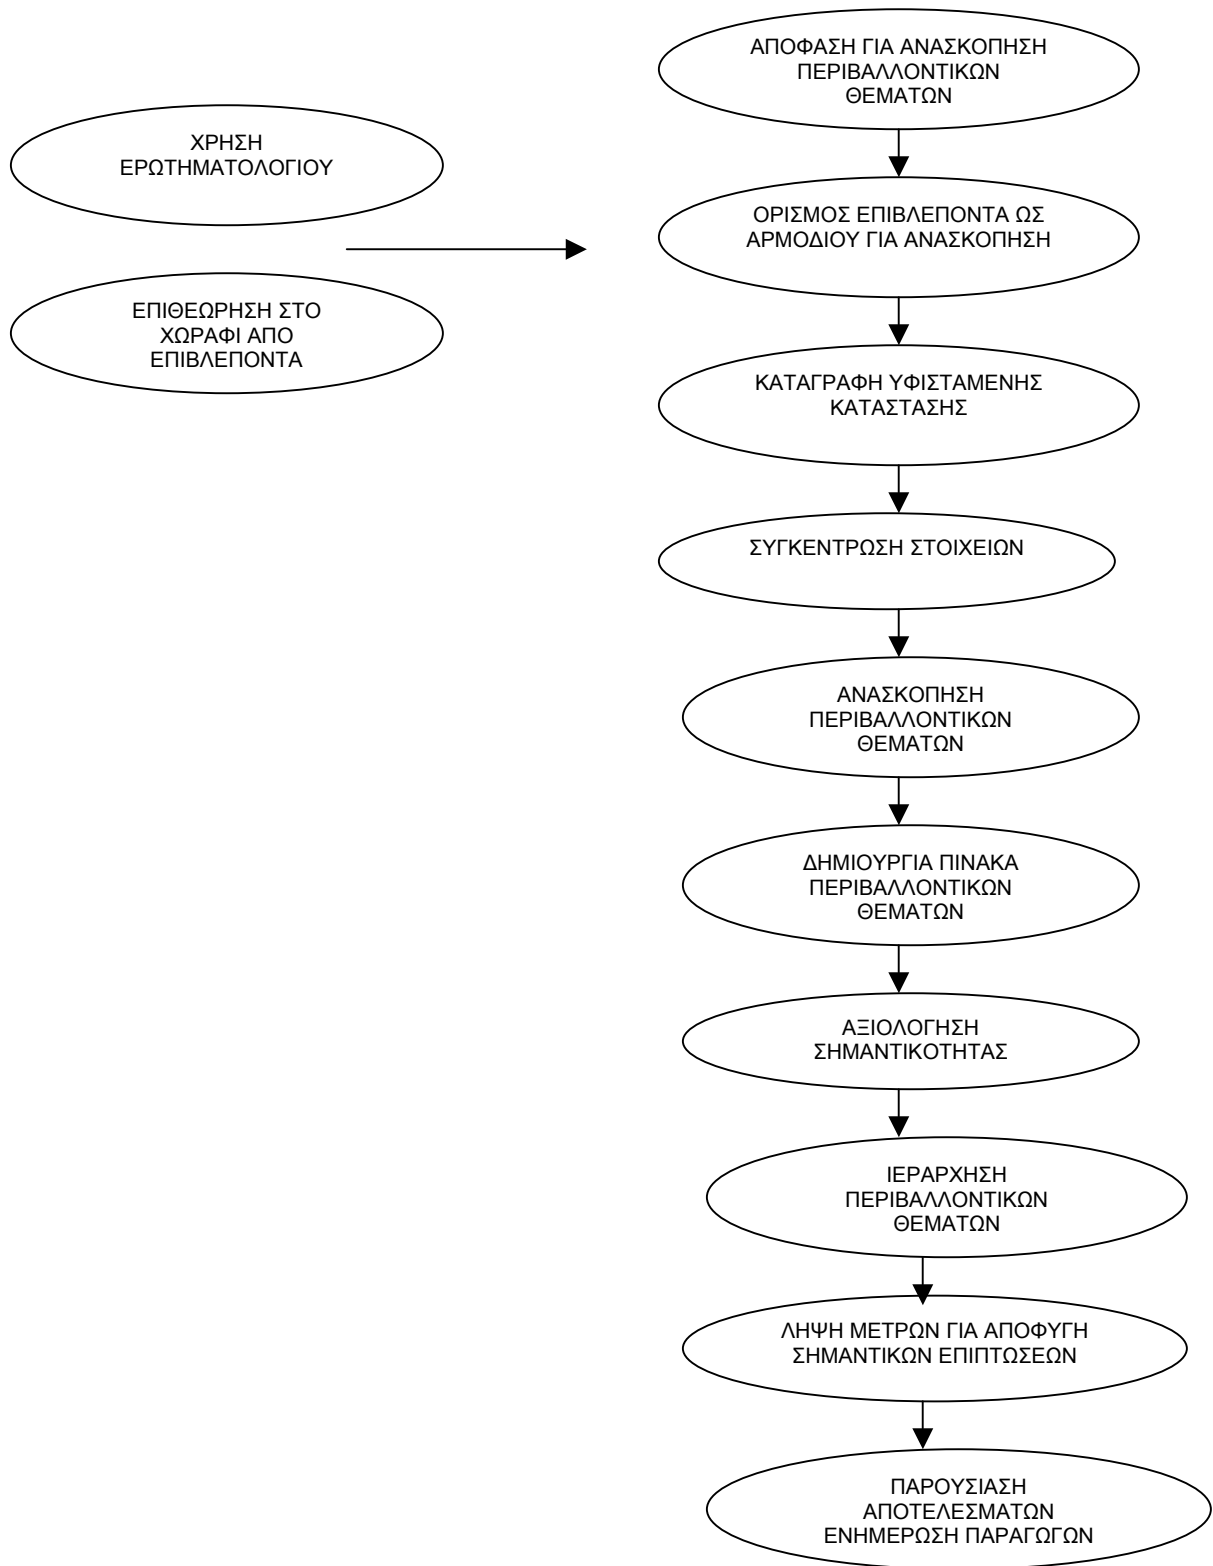 ΑΠΟΦΑΣΗ ΓΙΑ ΑΝΑΣΚΟΠΗΣΗ
ΠΕΡΙΒΑΛΛΟΝΤΙΚΩΝ
ΘΕΜΑΤΩΝ
ΧΡΗΣΗ
ΕΡΩΤΗΜΑΤΟΛΟΓΙΟΥ
ΟΡΙΣΜΟΣ ΕΠΙΒΛΕΠΟΝΤΑ ΩΣ
ΑΡΜΟΔΙΟΥ ΓΙΑ ΑΝΑΣΚΟΠΗΣΗ
ΕΠΙΘΕΩΡΗΣΗ ΣΤΟ
ΧΩΡΑΦΙ ΑΠΟ
ΕΠΙΒΛΕΠΟΝΤΑ
ΚΑΤΑΓΡΑΦΗ ΥΦΙΣΤΑΜΕΝΗΣ
ΚΑΤΑΣΤΑΣΗΣ
ΣΥΓΚΕΝΤΡΩΣΗ ΣΤΟΙΧΕΙΩΝ
ΑΝΑΣΚΟΠΗΣΗ
ΠΕΡΙΒΑΛΛΟΝΤΙΚΩΝ
ΘΕΜΑΤΩΝ
ΔΗΜΙΟΥΡΓΙΑ ΠΙΝΑΚΑ
ΠΕΡΙΒΑΛΛΟΝΤΙΚΩΝ
ΘΕΜΑΤΩΝ
ΑΞΙΟΛΟΓΗΣΗ
ΣΗΜΑΝΤΙΚΟΤΗΤΑΣ
ΙΕΡΑΡΧΗΣΗ
ΠΕΡΙΒΑΛΛΟΝΤΙΚΩΝ
ΘΕΜΑΤΩΝ
ΛΗΨΗ ΜΕΤΡΩΝ ΓΙΑ ΑΠΟΦΥΓΗ
ΣΗΜΑΝΤΙΚΩΝ ΕΠΙΠΤΩΣΕΩΝ
ΠΑΡΟΥΣΙΑΣΗ
ΑΠΟΤΕΛΕΣΜΑΤΩΝ
ΕΝΗΜΕΡΩΣΗ ΠΑΡΑΓΩΓΩΝ